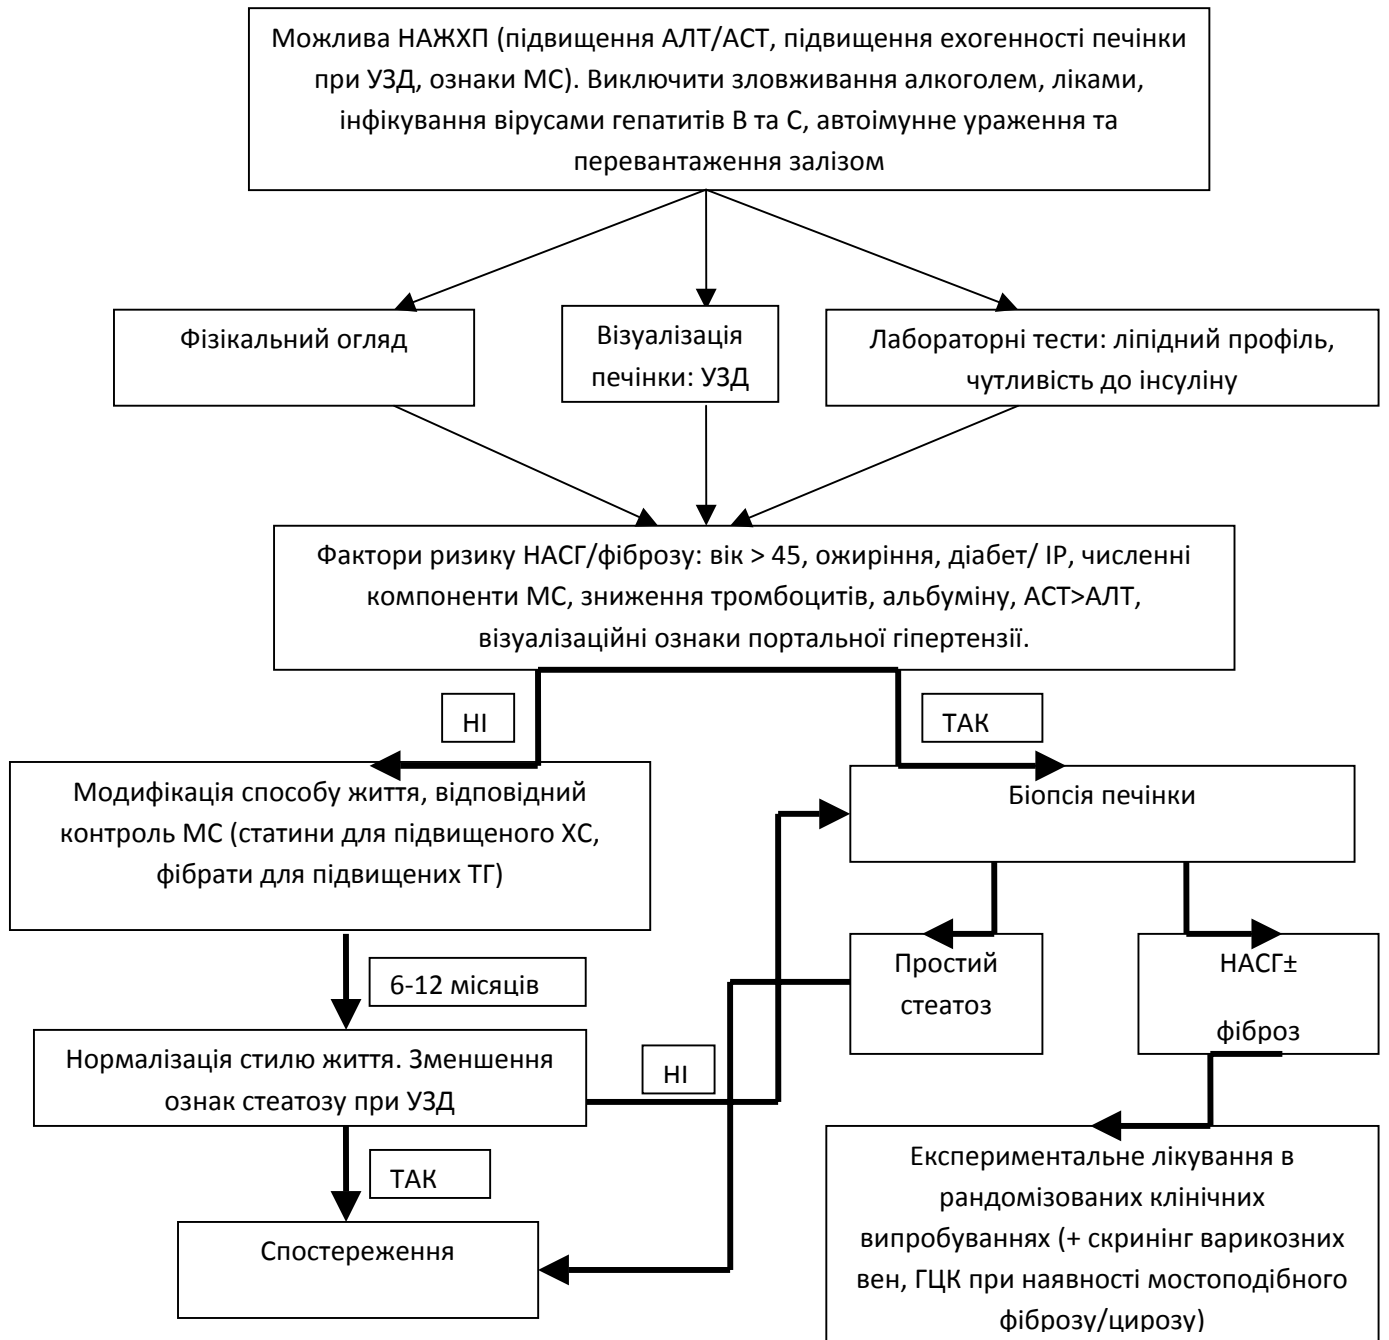 Можлива НАЖХП (підвищення АЛТ/АСТ, підвищення ехогенності печінки
при УЗД, ознаки МС). Виключити зловживання алкоголем, ліками,
інфікування вірусами гепатитів В та С, автоімунне ураження та
перевантаження залізом
Фізікальний огляд
Візуалізація
печінки: УЗД
Лабораторні тести: ліпідний профіль,
чутливість до інсуліну
Фактори ризику НАСГ/фіброзу: вік > 45, ожиріння, діабет/ ІР, численні
компоненти МС, зниження тромбоцитів, альбуміну, АСТ>АЛТ,
візуалізаційні ознаки портальної гіпертензії.
НІ
ТАК
Модифікація способу життя, відповідний
контроль МС (статини для підвищеного ХС,
фібрати для підвищених ТГ)
Біопсія печінки
6-12 місяців
Простий
стеатоз
НАСГ±
фіброз
Нормалізація стилю життя. Зменшення
ознак стеатозу при УЗД
НІ
ТАК
Спостереження
Експериментальне лікування в
рандомізованих клінічних
випробуваннях (+ скринінг варикозних
вен, ГЦК при наявності мостоподібного
фіброзу/цирозу)